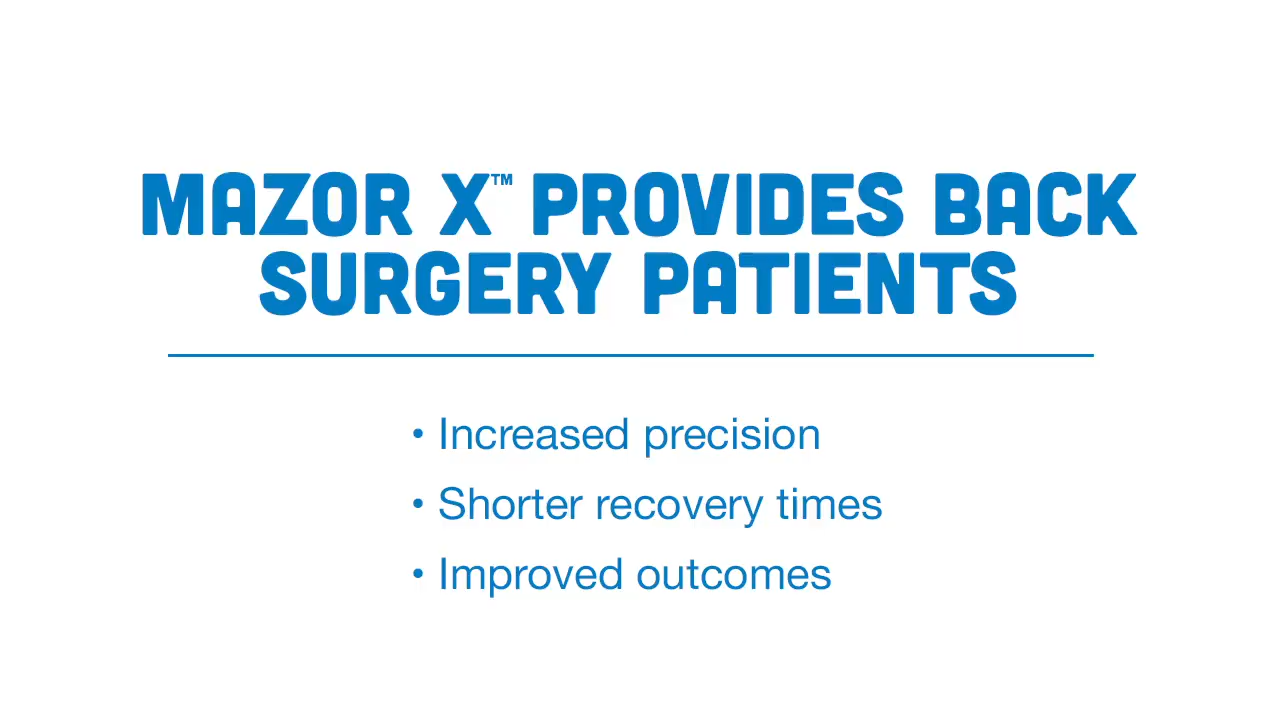 MAZOR X™ PROVIDES BACK
SURGERY PATIENTS
• Increased precision
• Shorter recovery times
• Improved outcomes